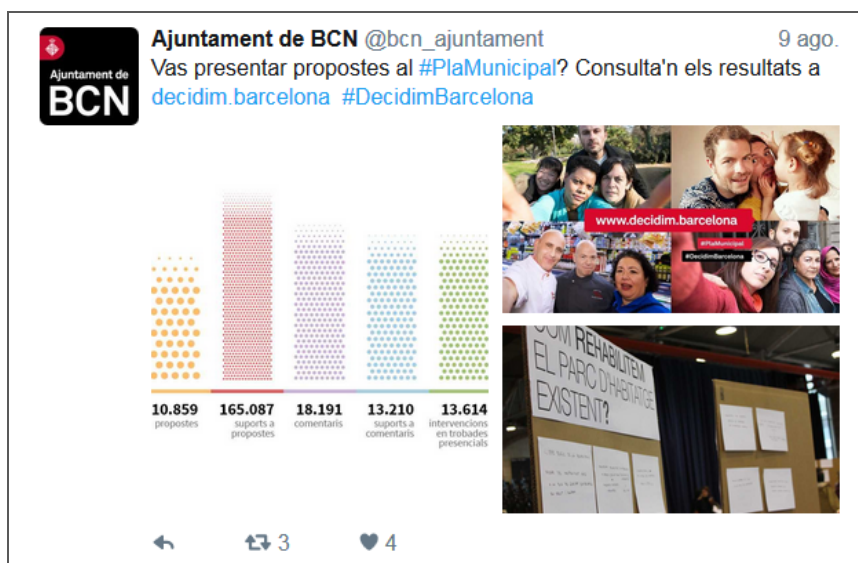 Ajuntament de BCN @bcn_ajuntament 9 ago.
Ajuntament de
BCN
Vas presentar propostes al #PlaMunicipal? Consulta'n els resultats a
decidim.barcelona #DecidimBarcelona
www.decidim.barcelona
#PlaMunicipal
#DecidimBarcelona
10.859
propostes
165.087
suports a
propostes
18.191
comentaris
13.210
suports a
comentaris
13.614
intervencions
en trobades
presencials
COM REHABILITEM
EL PARC D'HABITATGE
EXISTENT?
3
4